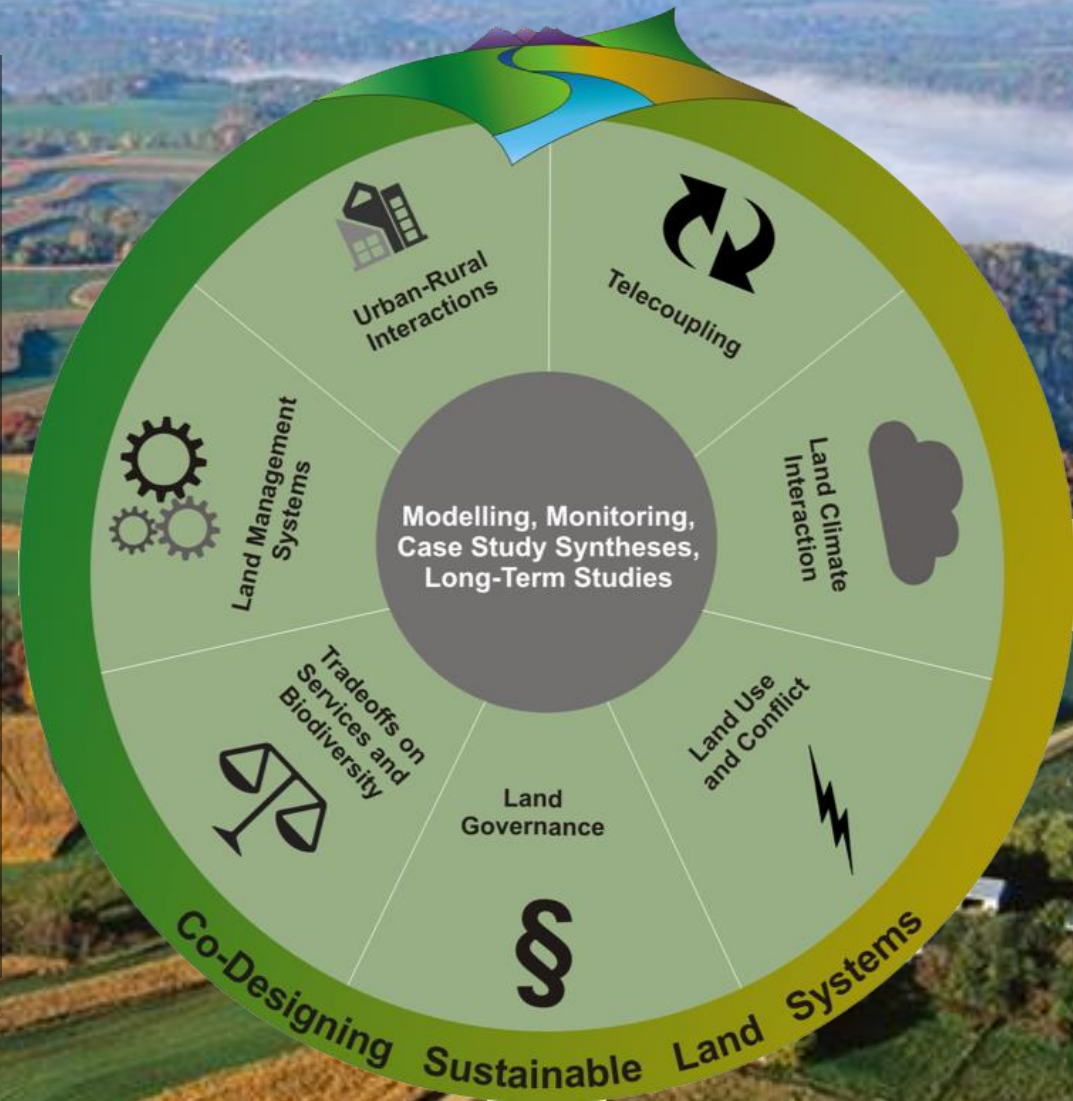 Urban-Rural
Interactions
Telecoupling
Land Climate
Interaction
Land Use
and Conflict
Land
Governance
Tradeoffs on
Services and
Biodiversity
Land Management
Systems
Modelling, Monitoring,
Case Study Syntheses,
Long-Term Studies
Co-Designing Sustainable Land Systems